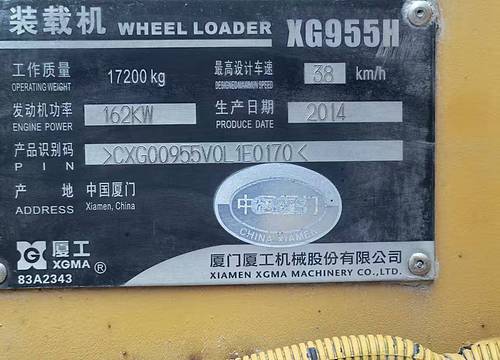 装载机 WHEEL LOADER XG955H
工作质量 17200 kg 最高设计车速 38 km/h
OPERATING WEIGHT DESIGNED MAXIMUM SPEED
发动机功率 162KW 生产日期 2014
ENGINE POWER PRODUCE DATE
产品识别码 >CXG00955V0L1E0170<
P I N
产 地 中国厦门
ADDRESS Xiamen, China
中国厦门
CHINA XIAMEN
厦工
XGMA ®
83A2343
厦门厦工机械股份有限公司
XIAMEN XGMA MACHINERY CO.,LTD.